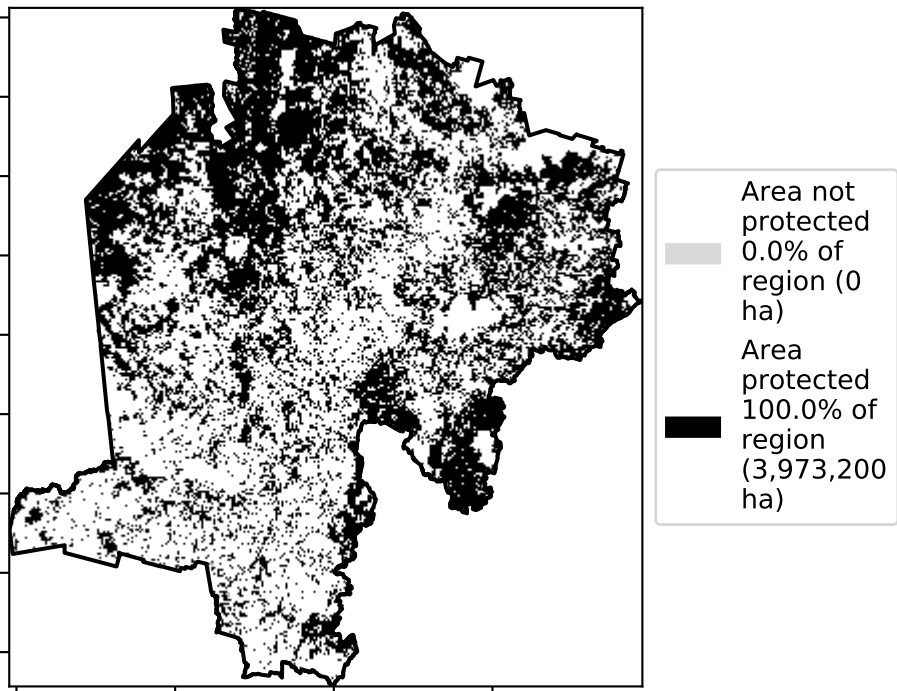 Area not
protected
0.0% of
region (0
ha)
Area
protected
100.0% of
region
(3,973,200
ha)